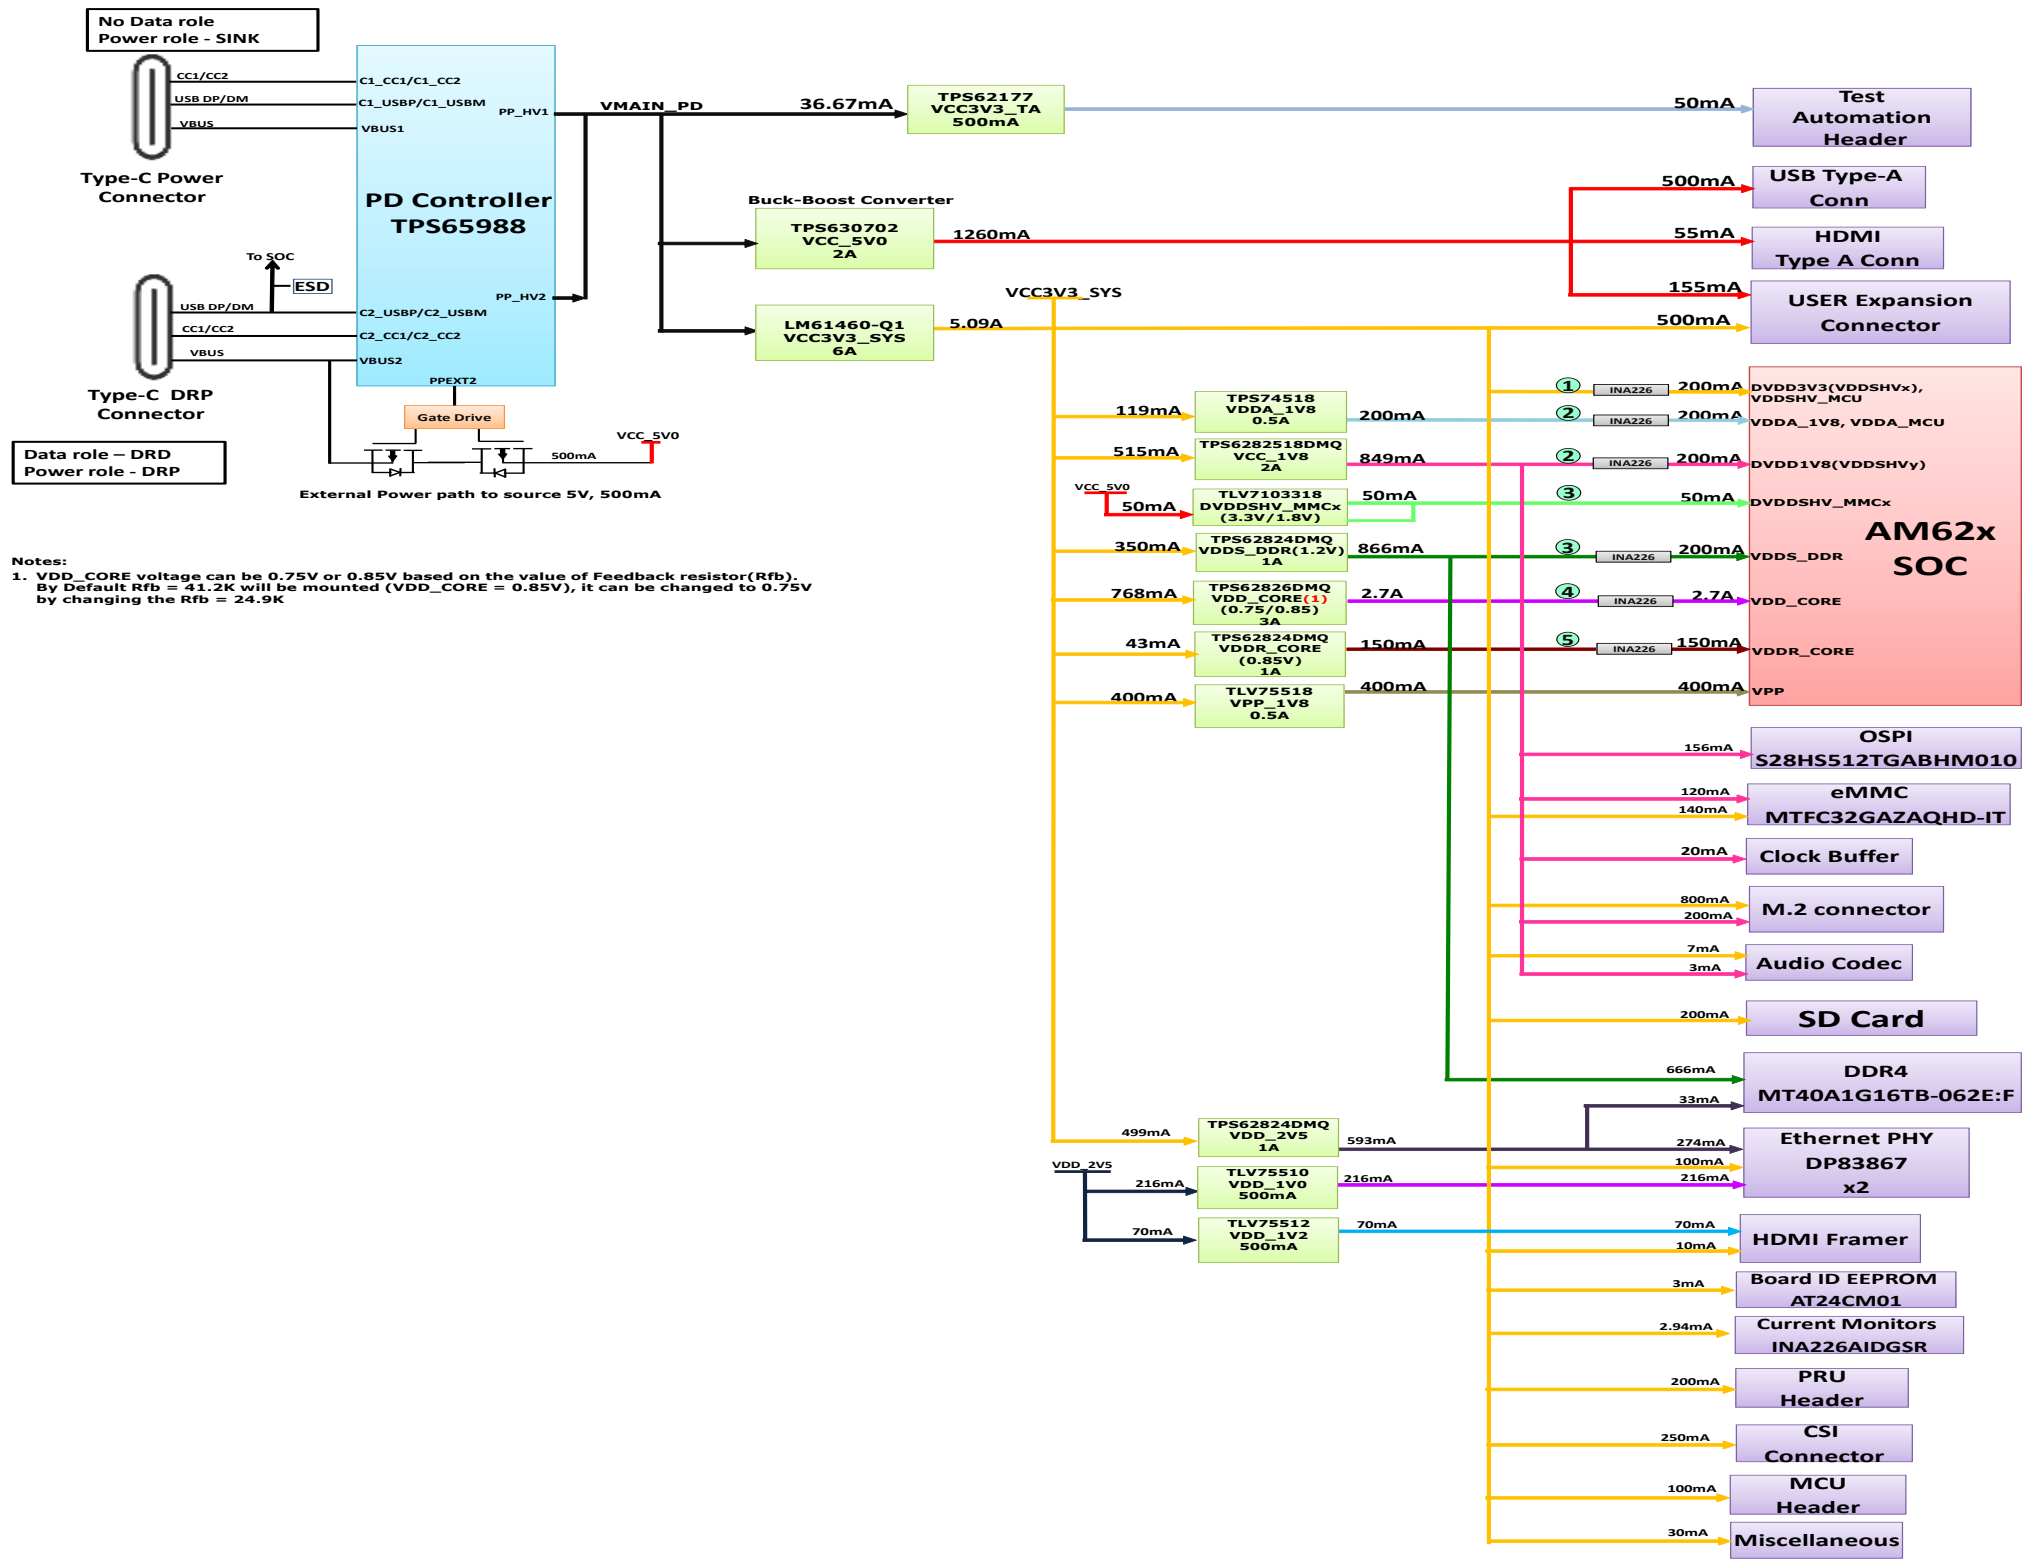 No Data role
Power role - SINK
CC1/CC2
USB DP/DM
VBUS
Type-C Power
Connector
C1_CC1/C1_CC2
C1_USBP/C1_USBM
VBUS1
PP_HV1
PD Controller
TPS65988
PP_HV2
C2_USBP/C2_USBM
C2_CC1/C2_CC2
VBUS2
PPEXT2
To SOC
ESD
USB DP/DM
CC1/CC2
VBUS
Type-C DRP
Connector
Data role – DRD
Power role - DRP
Gate Drive
500mA
VCC_5V0
External Power path to source 5V, 500mA
Notes:
1. VDD_CORE voltage can be 0.75V or 0.85V based on the value of Feedback resistor(Rfb).
By Default Rfb = 41.2K will be mounted (VDD_CORE = 0.85V), it can be changed to 0.75V
by changing the Rfb = 24.9K
VMAIN_PD
36.67mA
TPS62177
VCC3V3_TA
500mA
50mA
Test
Automation
Header
Buck-Boost Converter
TPS630702
VCC_5V0
2A
1260mA
500mA
USB Type-A
Conn
55mA
HDMI
Type A Conn
155mA
USER Expansion
Connector
500mA
VCC3V3_SYS
LM61460-Q1
VCC3V3_SYS
6A
5.09A
1
INA226
200mA
DVDD3V3(VDDSHVx),
VDDSHV_MCU
119mA
TPS74518
VDDA_1V8
0.5A
200mA
2
INA226
200mA
VDDA_1V8, VDDA_MCU
515mA
TPS6282518DMQ
VCC_1V8
2A
849mA
2
INA226
200mA
DVDD1V8(VDDSHVy)
VCC_5V0
50mA
TLV7103318
DVDDSHV_MMCx
(3.3V/1.8V)
50mA
3
50mA
DVDDSHV_MMCx
AM62x
SOC
350mA
TPS62824DMQ
VDDS_DDR(1.2V)
1A
866mA
3
INA226
200mA
VDDS_DDR
768mA
TPS62826DMQ
VDD_CORE(1)
(0.75/0.85)
3A
2.7A
4
INA226
2.7A
VDD_CORE
43mA
TPS62824DMQ
VDDR_CORE
(0.85V)
1A
150mA
5
INA226
150mA
VDDR_CORE
400mA
TLV75518
VPP_1V8
0.5A
400mA
400mA
VPP
156mA
OSPI
S28HS512TGABHM010
120mA
140mA
eMMC
MTFC32GAZAQHD-IT
20mA
Clock Buffer
800mA
200mA
M.2 connector
7mA
3mA
Audio Codec
200mA
SD Card
666mA
33mA
DDR4
MT40A1G16TB-062E:F
499mA
TPS62824DMQ
VDD_2V5
1A
593mA
274mA
100mA
216mA
Ethernet PHY
DP83867
x2
VDD_2V5
216mA
TLV75510
VDD_1V0
500mA
216mA
70mA
TLV75512
VDD_1V2
500mA
70mA
70mA
10mA
HDMI Framer
3mA
Board ID EEPROM
AT24CM01
2.94mA
Current Monitors
INA226AIDGSR
200mA
PRU
Header
250mA
CSI
Connector
100mA
MCU
Header
30mA
Miscellaneous